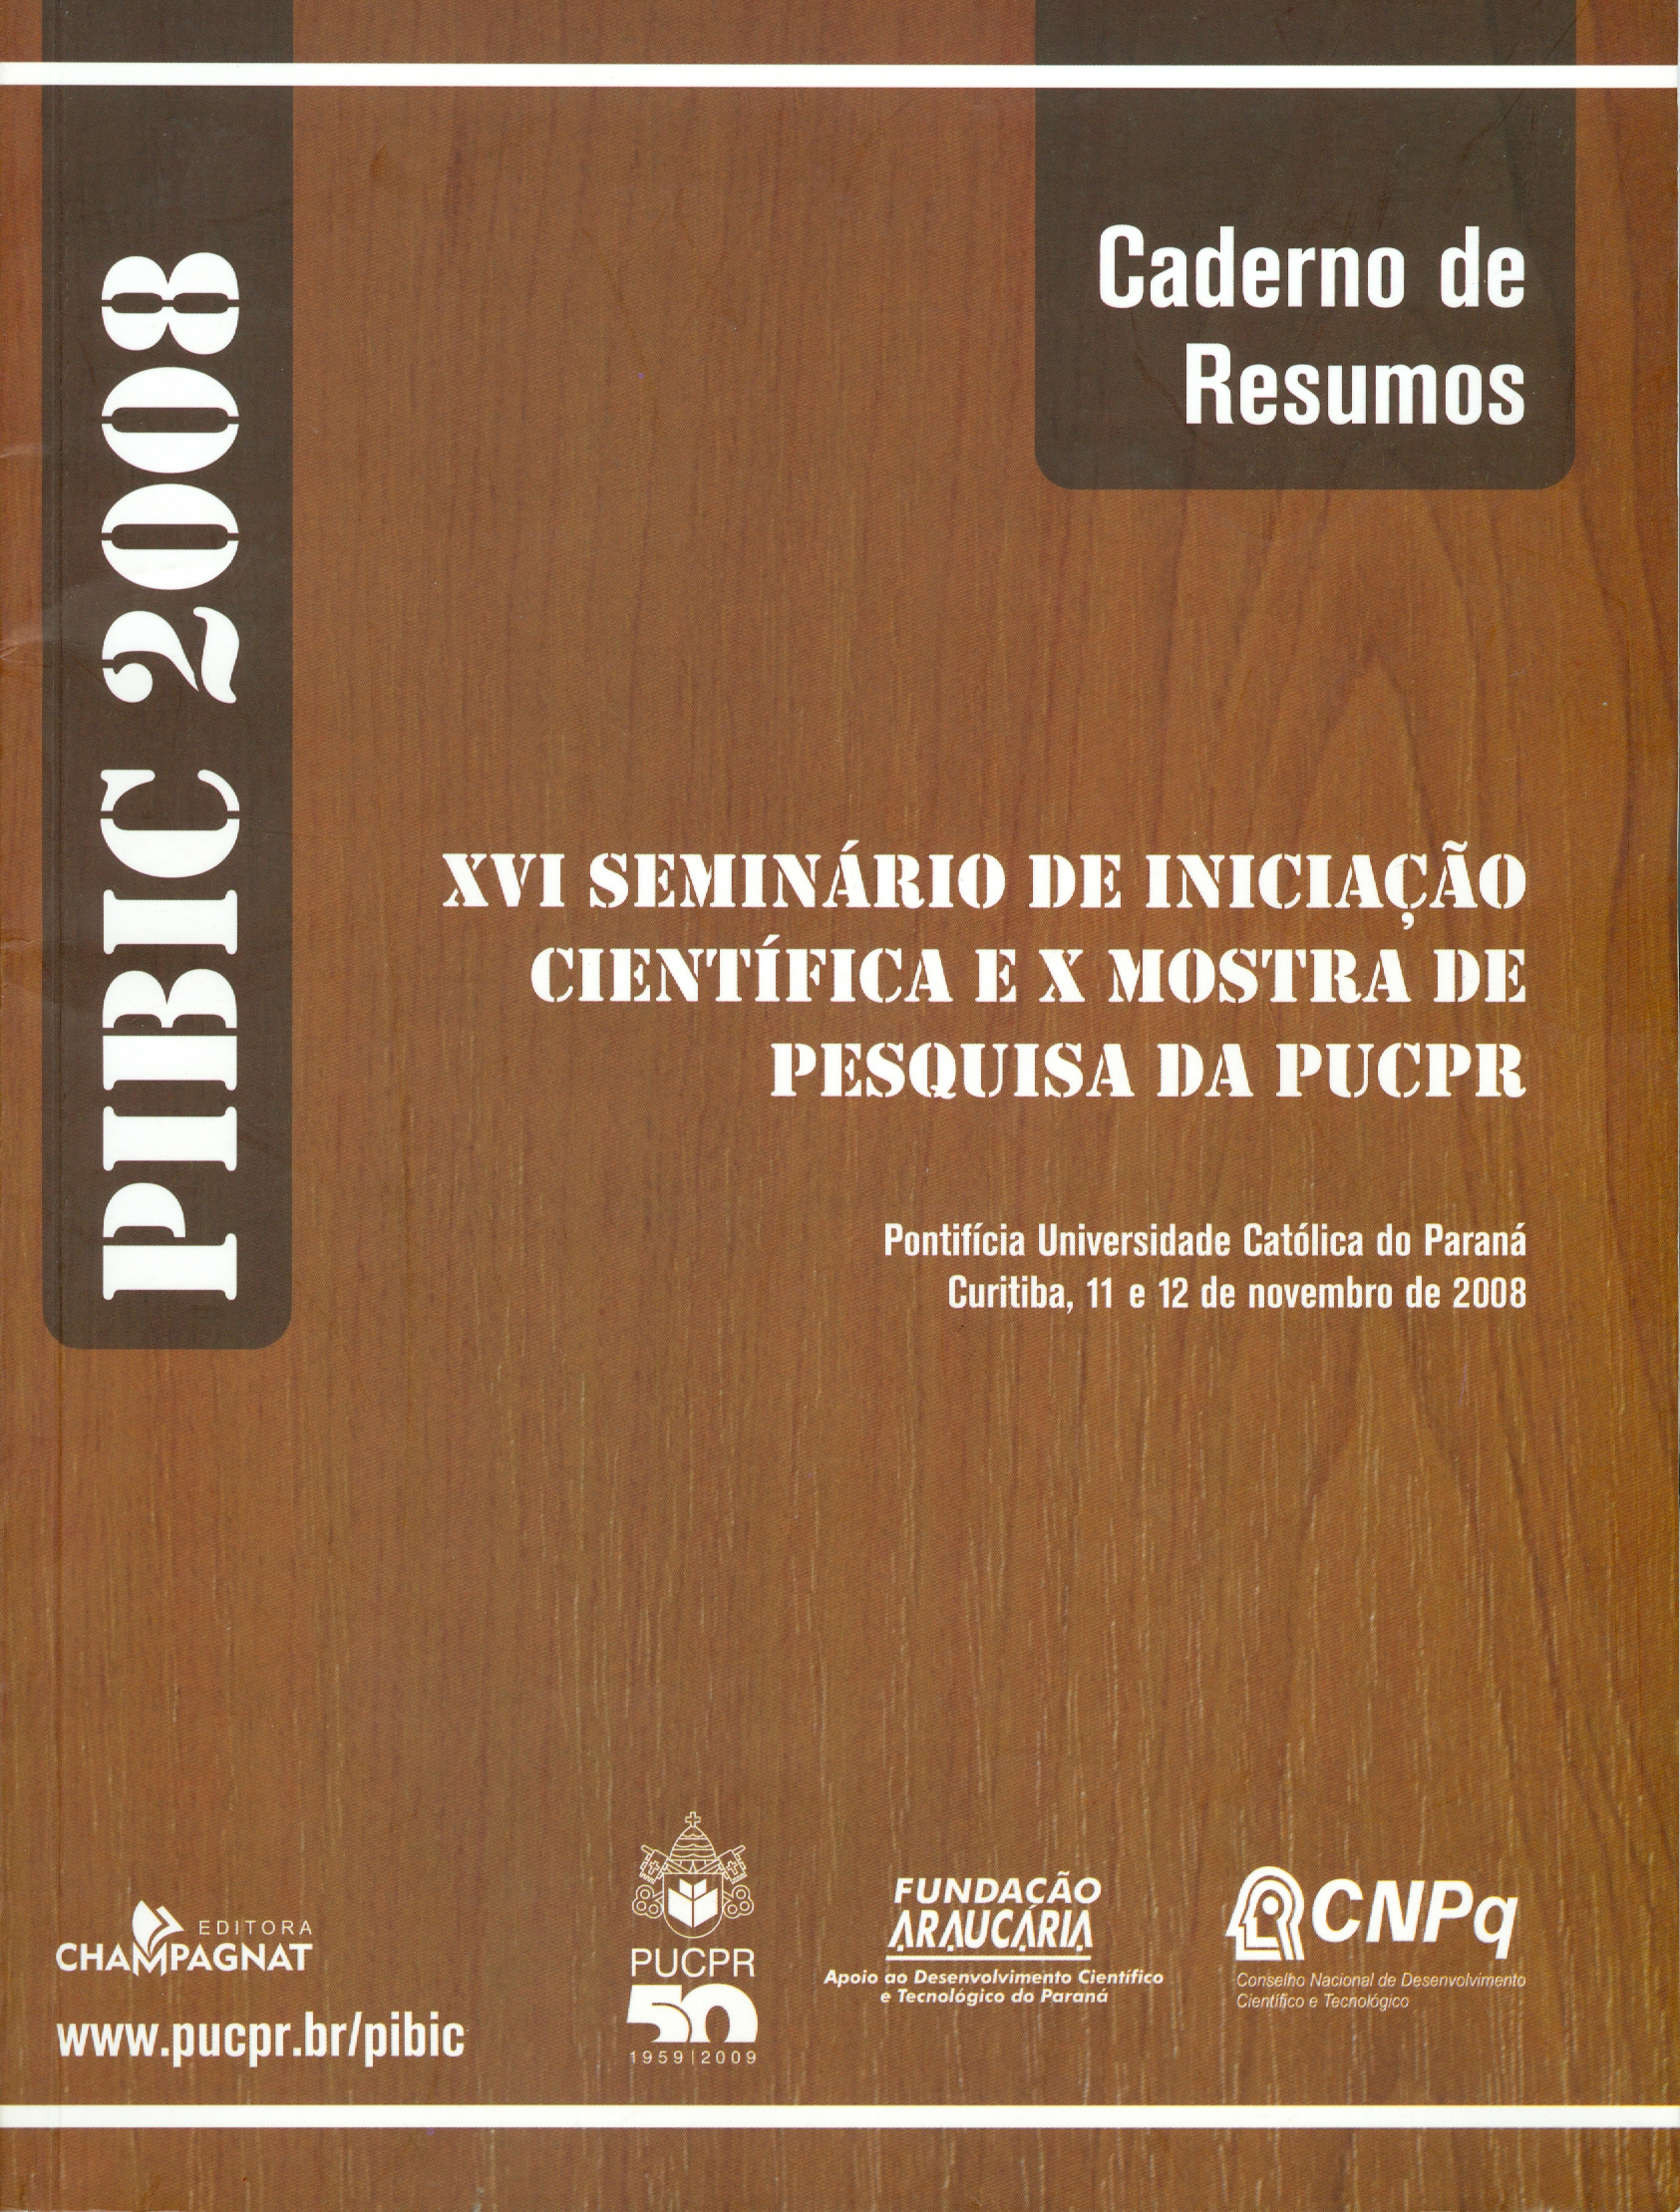 PIBIC 2008
Caderno de
Resumos
XVI SEMINÁRIO DE INICIAÇÃO
CIENTÍFICA E X MOSTRA DE
PESQUISA DA PUCPR
Pontifícia Universidade Católica do Paraná
Curitiba, 11 e 12 de novembro de 2008
EDITORA
CHAMPAGNAT
www.pucpr.br/pibic
PUCPR
50
1959|2009
FUNDAÇÃO
ARAUCÁRIA
Apoio ao Desenvolvimento Científico
e Tecnológico do Paraná
CNPq
Conselho Nacional de Desenvolvimento
Científico e Tecnológico